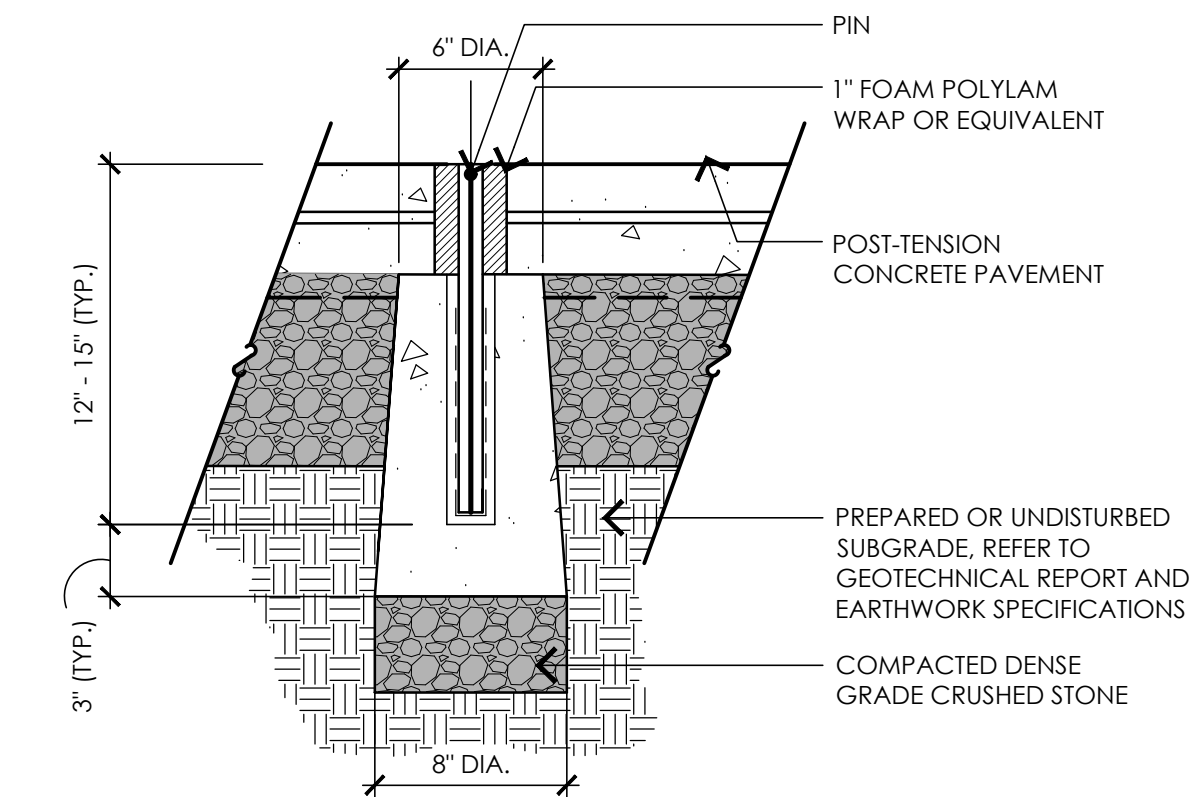 PIN
6" DIA.
1" FOAM POLYLAM
WRAP OR EQUIVALENT
POST-TENSION
CONCRETE PAVEMENT
12" - 15" (TYP.)
PREPARED OR UNDISTURBED
SUBGRADE, REFER TO
GEOTECHNICAL REPORT AND
EARTHWORK SPECIFICATIONS
3" (TYP.)
COMPACTED DENSE
GRADE CRUSHED STONE
8" DIA.